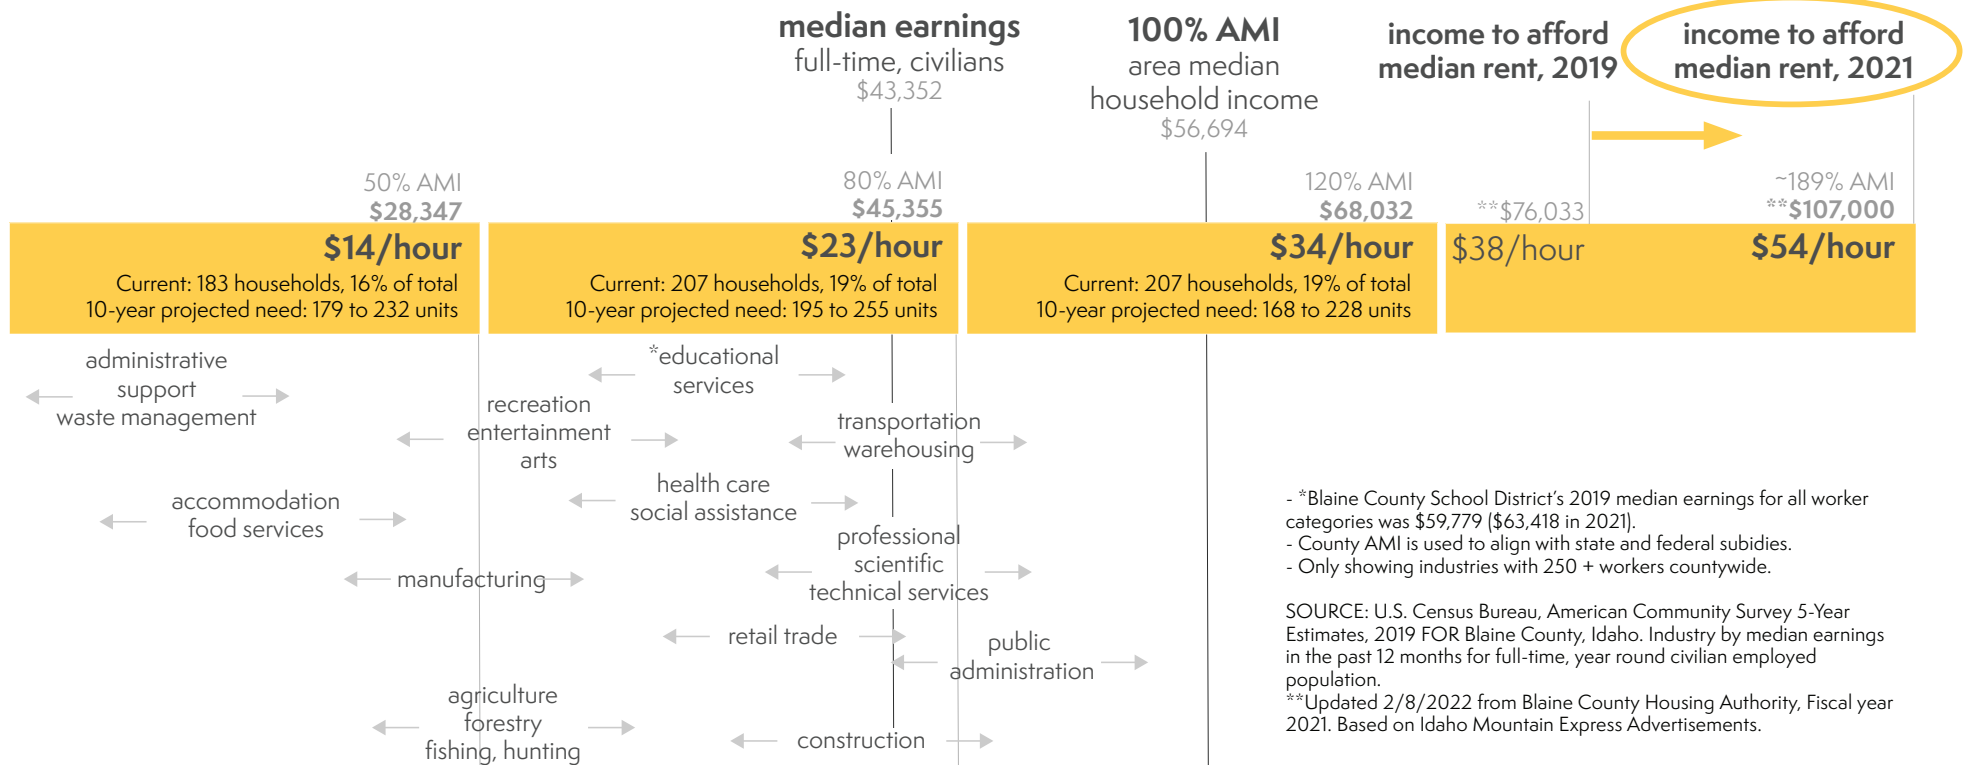 median earnings
full-time, civilians
$43,352
100% AMI
area median
household income
$56,694
income to afford
median rent, 2019
income to afford
median rent, 2021
50% AMI
$28,347
80% AMI
$45,355
120% AMI
$68,032
**$76,033
~189% AMI
**$107,000
$14/hour
Current: 183 households, 16% of total
10-year projected need: 179 to 232 units
$23/hour
Current: 207 households, 19% of total
10-year projected need: 195 to 255 units
$34/hour
Current: 207 households, 19% of total
10-year projected need: 168 to 228 units
$38/hour
$54/hour
administrative
support
waste management
*educational
services
recreation
entertainment
arts
transportation
warehousing
accommodation
food services
health care
social assistance
manufacturing
professional
scientific
technical services
retail trade
public
administration
agriculture
forestry
fishing, hunting
construction
- *Blaine County School District's 2019 median earnings for all worker
categories was $59,779 ($63,418 in 2021).
- County AMI is used to align with state and federal subidies.
- Only showing industries with 250 + workers countywide.
SOURCE: U.S. Census Bureau, American Community Survey 5-Year
Estimates, 2019 FOR Blaine County, Idaho. Industry by median earnings
in the past 12 months for full-time, year round civilian employed
population.
**Updated 2/8/2022 from Blaine County Housing Authority, Fiscal year
2021. Based on Idaho Mountain Express Advertisements.